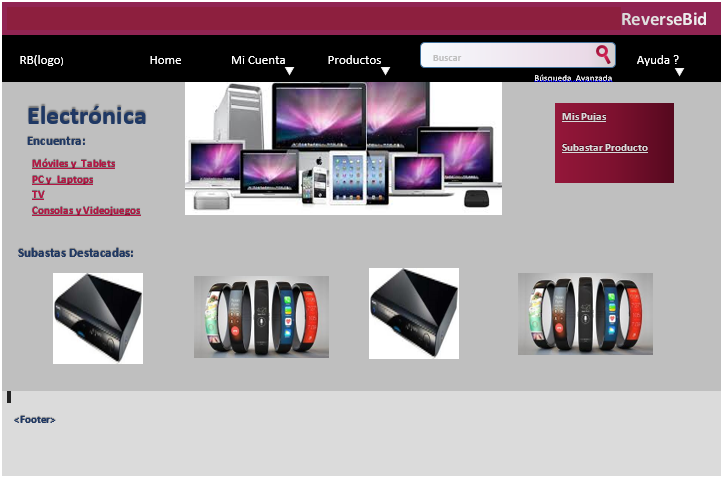 ReverseBid
RB(logo)
Home
Mi Cuenta
Productos
Buscar
Ayuda ?
Búsqueda Avanzada
Electrónica
Encuentra:
Móviles y Tablets
PC y Laptops
TV
Consolas y Videojuegos
Mis Pujas
Subastar Producto
Subastas Destacadas:
<Footer>